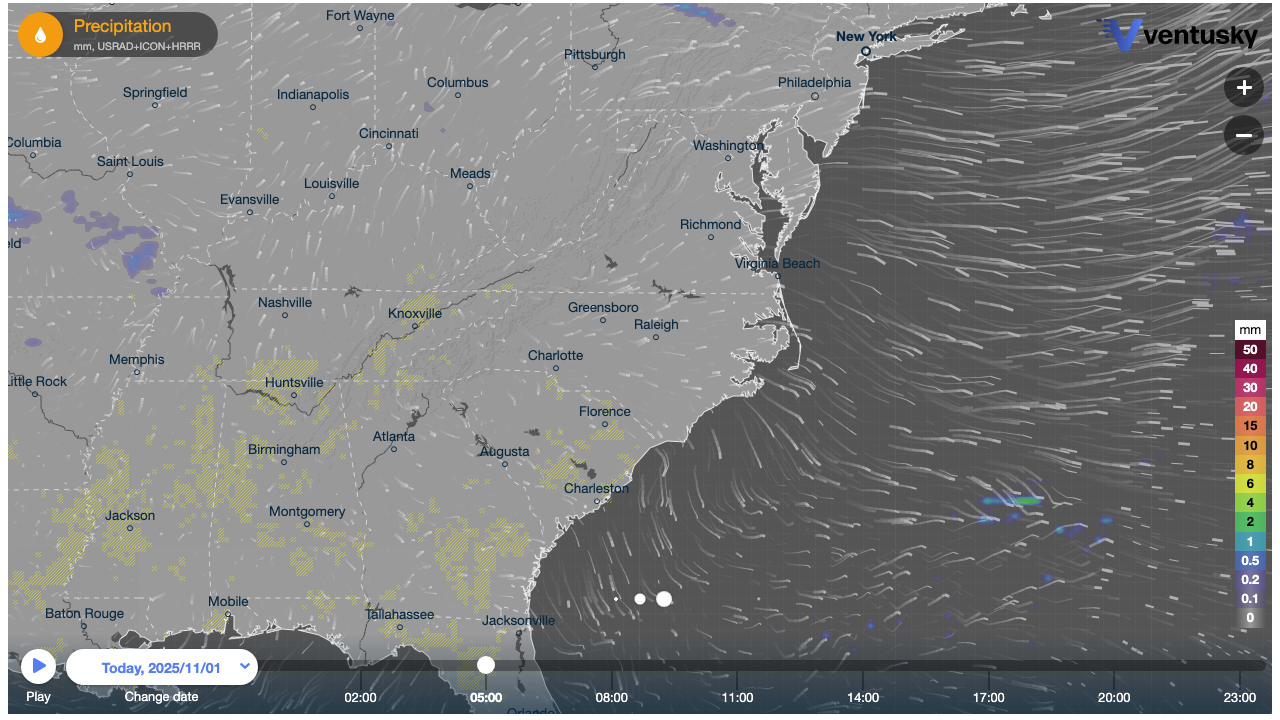 Precipitation
mm, USRAD+ICON+HRRR
Fort Wayne
New York
ventusky
Pittsburgh
Springfield
Indianapolis
Columbus
Philadelphia
+
Columbia
Cincinnati
−
Saint Louis
Washington
Louisville
Meads
Evansville
Richmond
eld
Virginia Beach
Nashville
Knoxville
Greensboro
Raleigh
mm
50
Memphis
Charlotte
40
Little Rock
Huntsville
30
Florence
20
Atlanta
15
Birmingham
Augusta
10
8
Charleston
6
Jackson
Montgomery
4
2
1
0.5
0.2
Baton Rouge
Mobile
Tallahassee
Jacksonville
0.1
0
Today, 2025/11/01
Play
Change date
02:00
05:00
08:00
11:00
14:00
17:00
20:00
23:00
Orlando